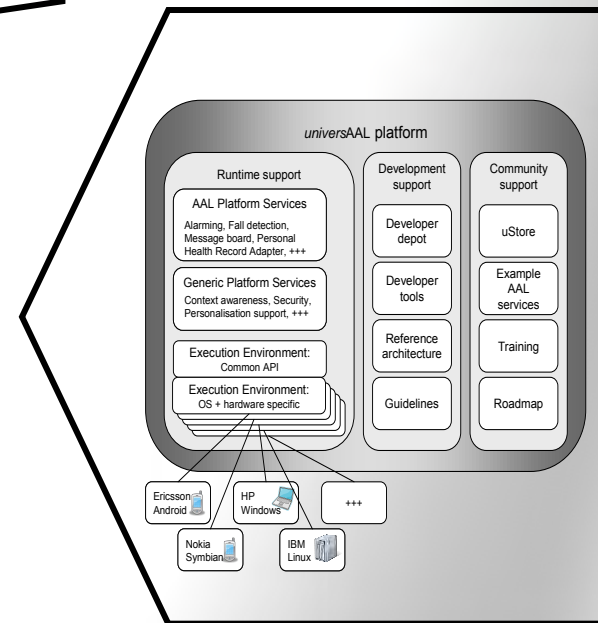 universAAL platform
Runtime support
AAL Platform Services
Alarming, Fall detection,
Message board, Personal
Health Record Adapter, +++
Generic Platform Services
Context awareness, Security,
Personalisation support, +++
Execution Environment:
Common API
Execution Environment:
OS + hardware specific
Development
support
Developer
depot
Developer
tools
Reference
architecture
Guidelines
Community
support
uStore
Example
AAL
services
Training
Roadmap
Ericsson
Android
HP
Windows
+++
Nokia
Symbian
IBM
Linux